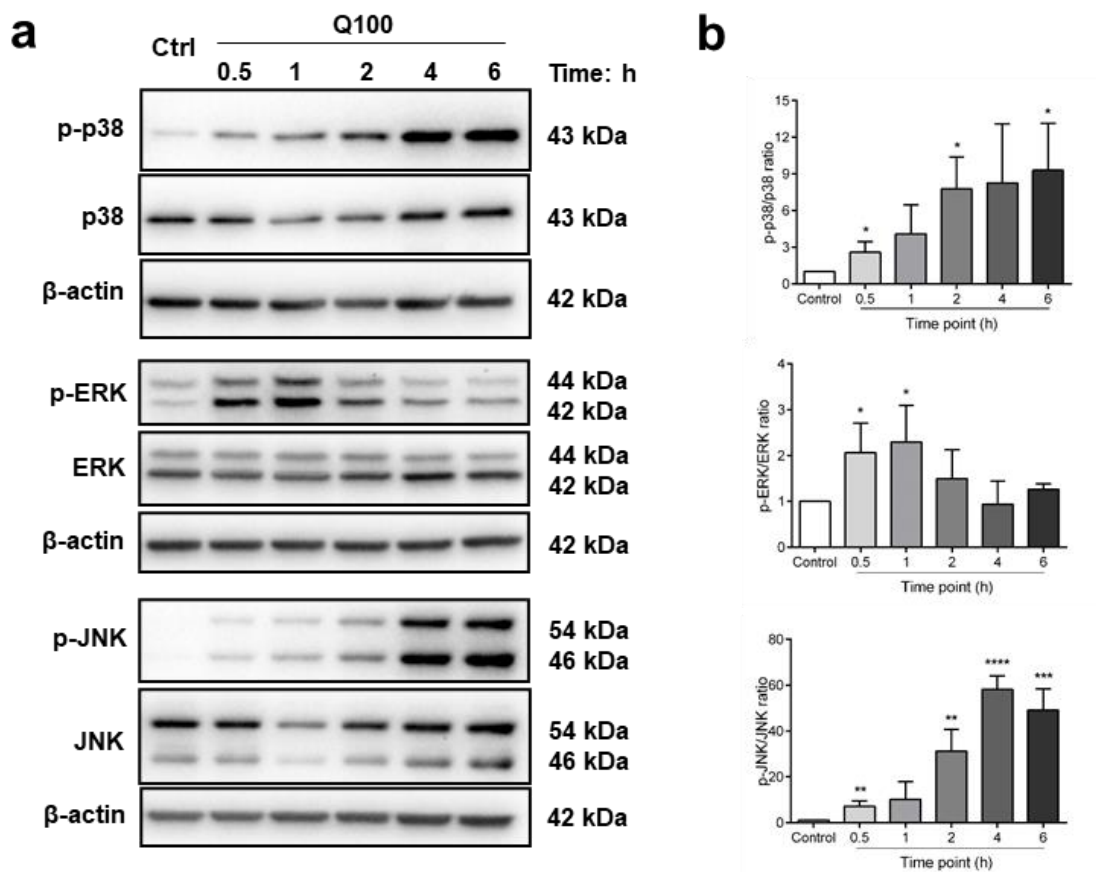 a
Q100
Ctrl
0.5 1 2 4 6 Time: h
p-p38 43 kDa
p38 43 kDa
β-actin 42 kDa
p-ERK 44 kDa
42 kDa
ERK 44 kDa
42 kDa
β-actin 42 kDa
p-JNK 54 kDa
46 kDa
JNK 54 kDa
46 kDa
β-actin 42 kDa
b
p-p38/p38 ratio
15
12
9
6
3
0
*
*
*
Control 0.5 1 2 4 6
Time point (h)
p-ERK/ERK ratio
4
3
2
1
0
*
*
Control 0.5 1 2 4 6
Time point (h)
p-JNK/JNK ratio
80
60
40
20
0
**
**
****
***
Control 0.5 1 2 4 6
Time point (h)